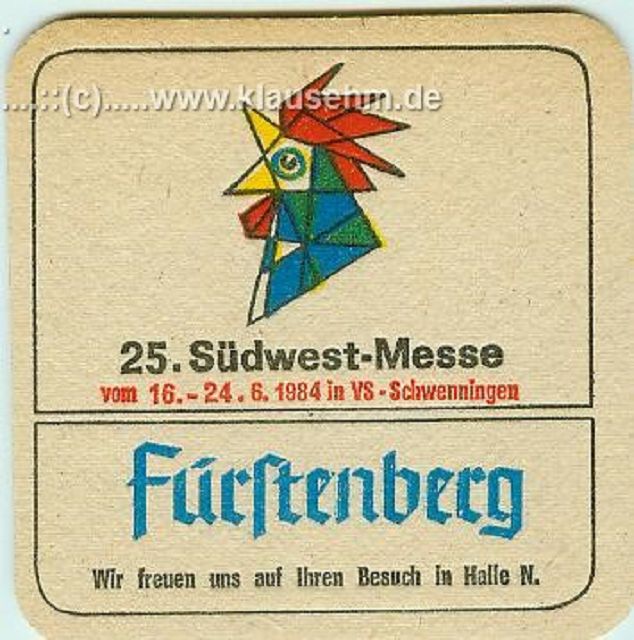 ....::(c).....www.klausehm.de
25. Südwest-Messe
vom 16.-24.6.1984 in VS-Schwenningen
Fürstenberg
Wir freuen uns auf Ihren Besuch in Halle N.